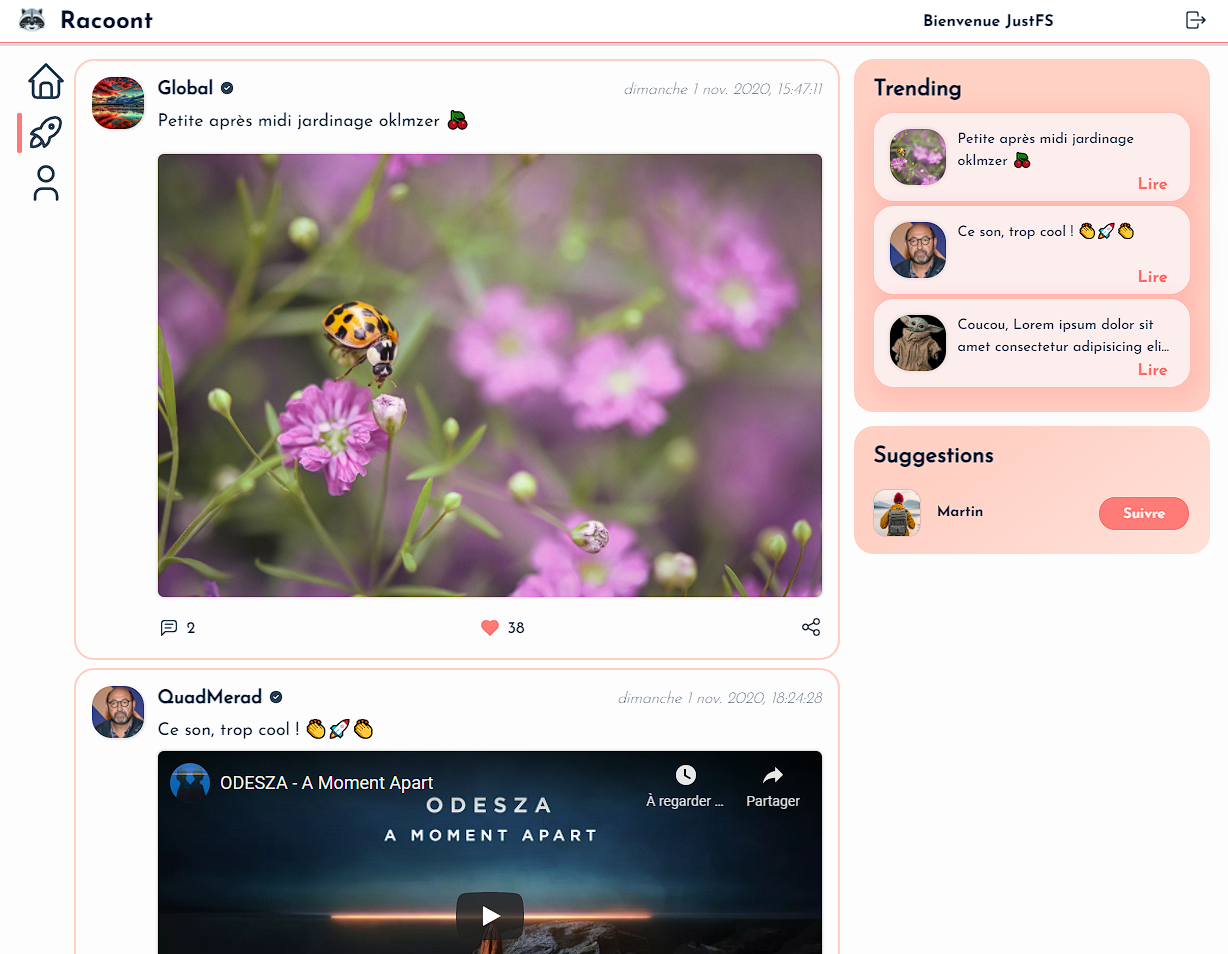 Racoont
Bienvenue JustFS
Global
dimanche 1 nov. 2020, 15:47:11
Petite après midi jardinage oklmzer 🍒
2
38
QuadMerad
dimanche 1 nov. 2020, 18:24:28
Ce son, trop cool ! 👏🚀👏
ODESZA - A Moment Apart
À regarder ...
Partager
ODESZA
A MOMENT APART
Trending
Petite après midi jardinage
oklmzer 🍒
Lire
Ce son, trop cool ! 👏🚀👏
Lire
Coucou, Lorem ipsum dolor sit
amet consectetur adipisicing eli...
Lire
Suggestions
Martin
Suivre